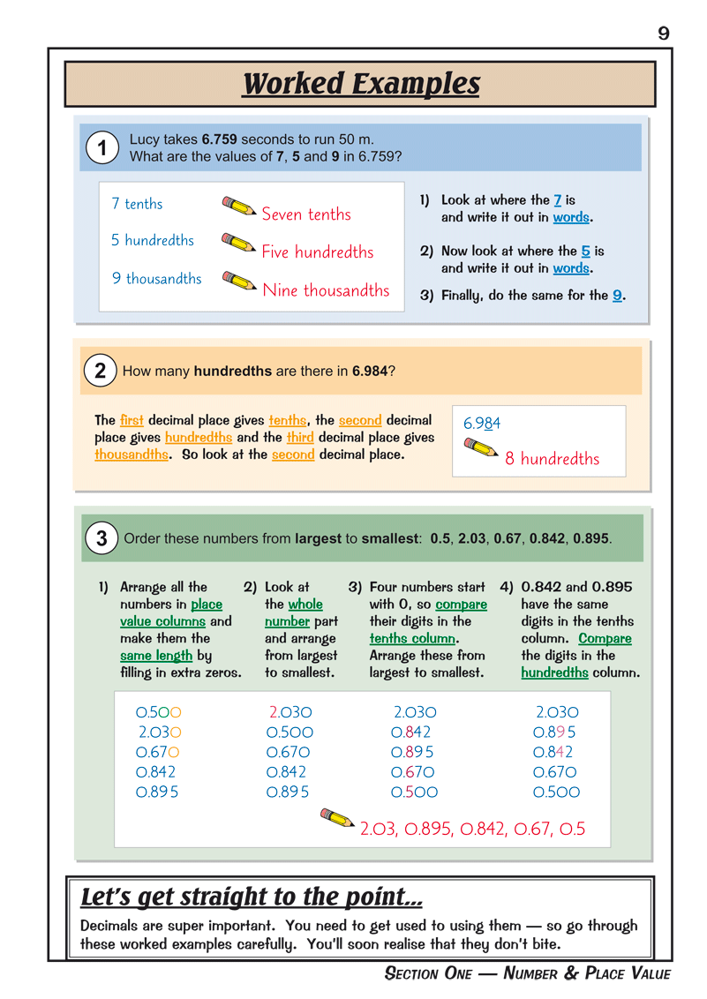 9
Worked Examples
1
Lucy takes 6.759 seconds to run 50 m.
What are the values of 7, 5 and 9 in 6.759?
7 tenths
Seven tenths
5 hundredths
Five hundredths
9 thousandths
Nine thousandths
1) Look at where the 7 is
and write it out in words.
2) Now look at where the 5 is
and write it out in words.
3) Finally, do the same for the 9.
2
How many hundredths are there in 6.984?
The first decimal place gives tenths, the second decimal
place gives hundredths and the third decimal place gives
thousandths. So look at the second decimal place.
6.984
8 hundredths
3
Order these numbers from largest to smallest: 0.5, 2.03, 0.67, 0.842, 0.895.
1) Arrange all the
numbers in place
value columns and
make them the
same length by
filling in extra zeros.
2) Look at
the whole
number part
and arrange
from largest
to smallest.
3) Four numbers start
with 0, so compare
their digits in the
tenths column.
Arrange these from
largest to smallest.
4) 0.842 and 0.895
have the same
digits in the tenths
column. Compare
the digits in the
hundredths column.
0.500
2.030
0.670
0.842
0.895
2.030
0.500
0.670
0.842
0.895
2.030
0.842
0.895
0.670
0.500
2.030
0.895
0.842
0.670
0.500
2.03, 0.895, 0.842, 0.67, 0.5
Let's get straight to the point...
Decimals are super important. You need to get used to using them — so go through
these worked examples carefully. You'll soon realise that they don't bite.
Section One — Number & Place Value